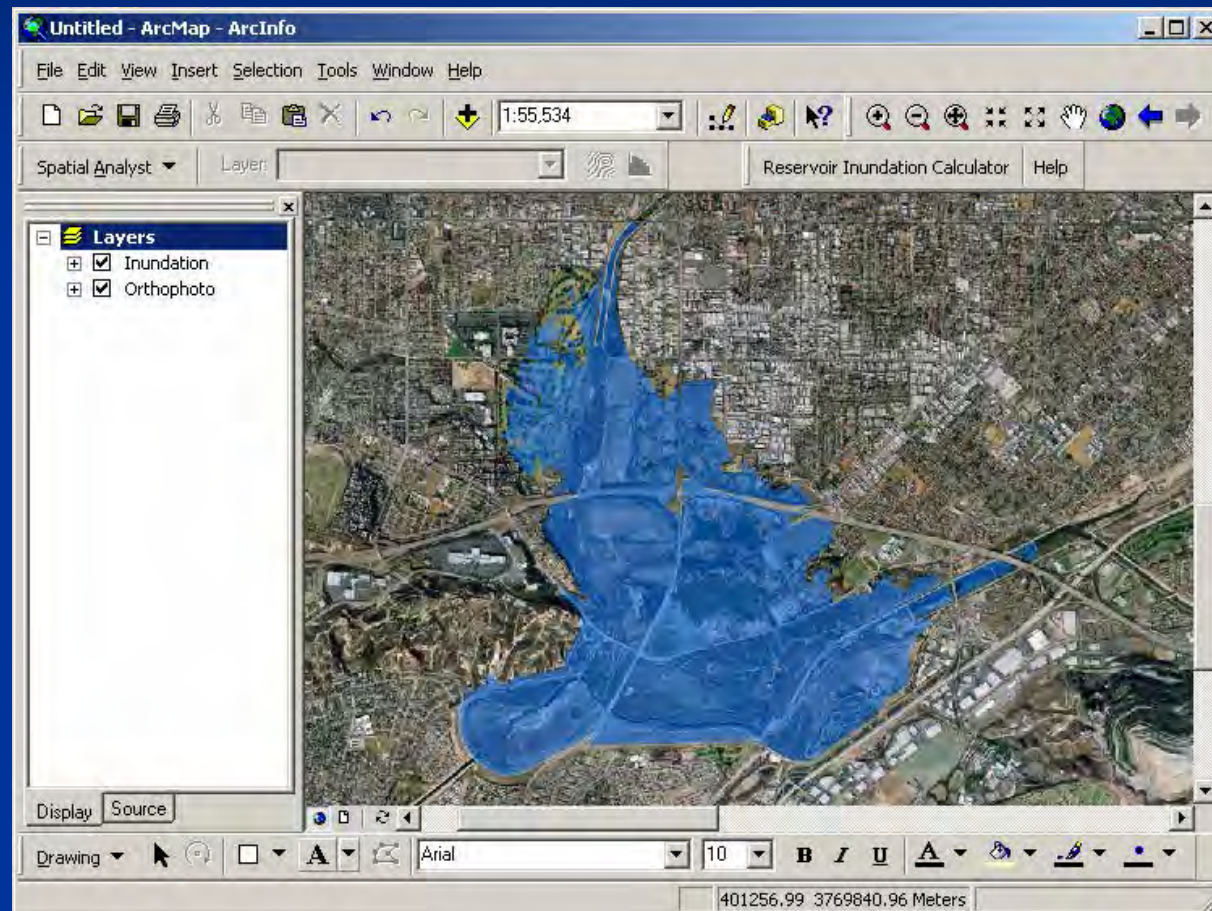 Untitled - ArcMap - ArcInfo
File Edit View Insert Selection Tools Window Help
1:55,534
Spatial Analyst Layer: Reservoir Inundation Calculator Help
Layers
Inundation
Orthophoto
Display Source
Drawing A Arial 10 B I U A
401256.99 3769840.96 Meters